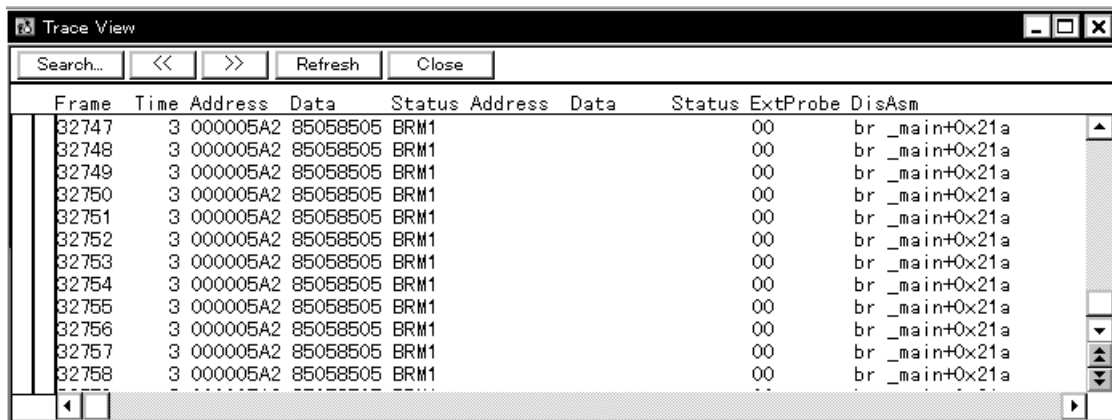 Trace View
Search... << >> Refresh Close
Frame Time Address Data Status Address Data Status ExtProbe DisAsm
32747 3 000005A2 85058505 BRM1 00 br _main+0x21a
32748 3 000005A2 85058505 BRM1 00 br _main+0x21a
32749 3 000005A2 85058505 BRM1 00 br _main+0x21a
32750 3 000005A2 85058505 BRM1 00 br _main+0x21a
32751 3 000005A2 85058505 BRM1 00 br _main+0x21a
32752 3 000005A2 85058505 BRM1 00 br _main+0x21a
32753 3 000005A2 85058505 BRM1 00 br _main+0x21a
32754 3 000005A2 85058505 BRM1 00 br _main+0x21a
32755 3 000005A2 85058505 BRM1 00 br _main+0x21a
32756 3 000005A2 85058505 BRM1 00 br _main+0x21a
32757 3 000005A2 85058505 BRM1 00 br _main+0x21a
32758 3 000005A2 85058505 BRM1 00 br _main+0x21a